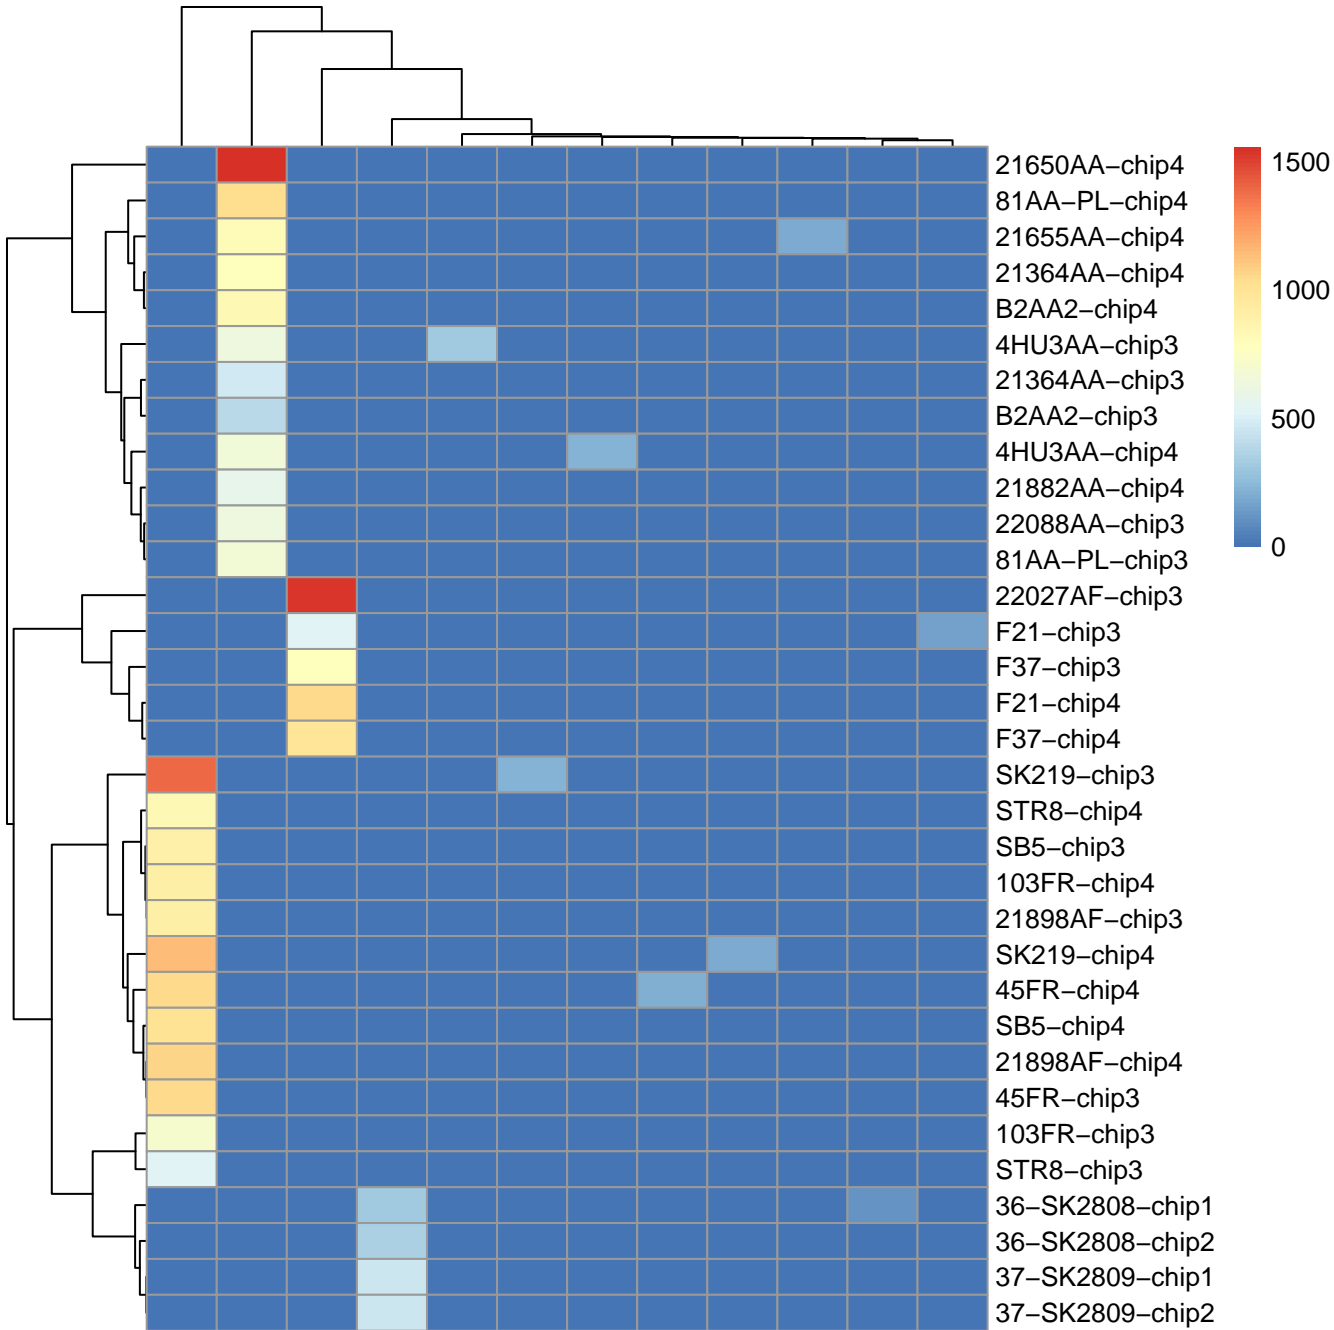 21650AA−chip4
81AA−PL−chip4
21655AA−chip4
21364AA−chip4
B2AA2−chip4
4HU3AA−chip3
21364AA−chip3
B2AA2−chip3
4HU3AA−chip4
21882AA−chip4
22088AA−chip3
81AA−PL−chip3
22027AF−chip3
F21−chip3
F37−chip3
F21−chip4
F37−chip4
SK219−chip3
STR8−chip4
SB5−chip3
103FR−chip4
21898AF−chip3
SK219−chip4
45FR−chip4
SB5−chip4
21898AF−chip4
45FR−chip3
103FR−chip3
STR8−chip3
36−SK2808−chip1
36−SK2808−chip2
37−SK2809−chip1
37−SK2809−chip2
1500
1000
500
0